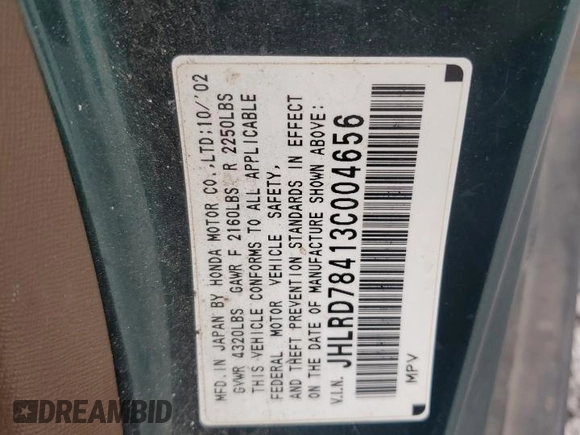 MFD.IN JAPAN BY HONDA MOTOR CO.,LTD:10/'02
GVWR 4320LBS GAWR F 2160LBS R 2250LBS
THIS VEHICLE CONFORMS TO ALL APPLICABLE
FEDERAL MOTOR VEHICLE SAFETY,
AND THEFT PREVENTION STANDARDS IN EFFECT
ON THE DATE OF MANUFACTURE SHOWN ABOVE:
V.I.N. JHLRD78413C004656
MPV
DREAMBID